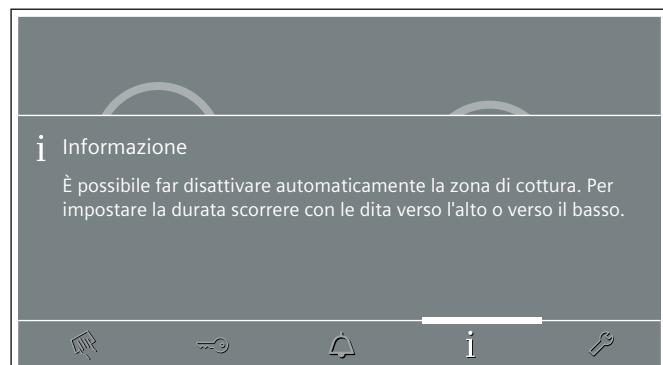 i Informazione
È possibile far disattivare automaticamente la zona di cottura. Per
impostare la durata scorrere con le dita verso l'alto o verso il basso.
i